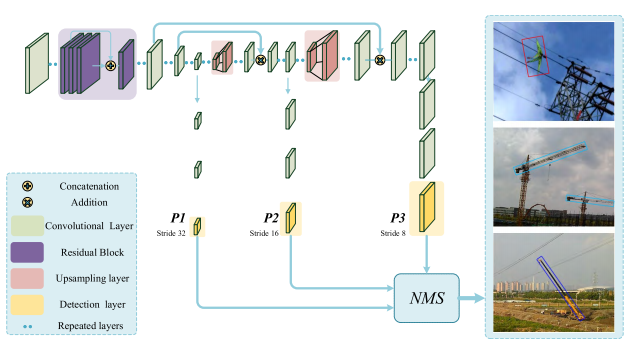 P1
Stride 32
P2
Stride 16
P3
Stride 8
NMS
Concatenation
Addition
Convolutional Layer
Residual Block
Upsampling layer
Detection layer
Repeated layers